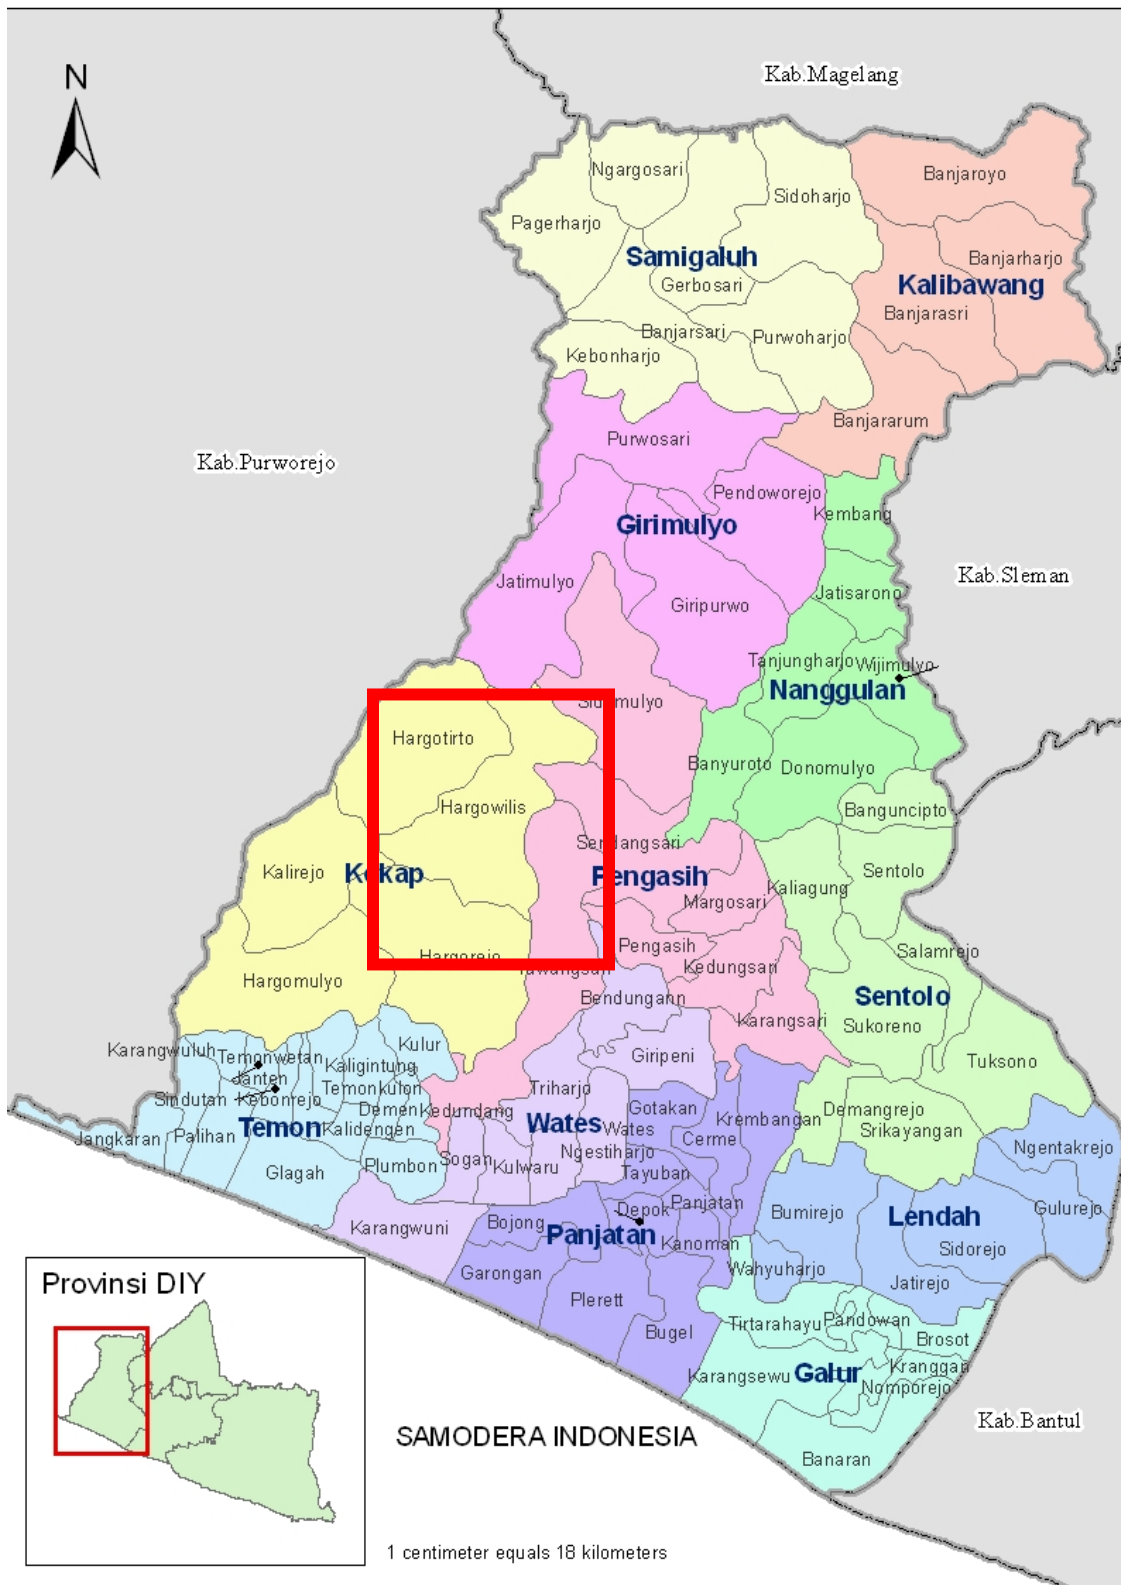 Kab.Magelang
N
Ngargosari
Banjaroyo
Sidoharjo
Pagerharjo
Samigaluh
Banjarharjo
Gerbosari
Kalibawang
Banjarasri
Banjarsari
Purwoharjo
Kebonharjo
Banjararum
Purwosari
Kab.Purworejo
Pendoworejo
Kembang
Girimulyo
Kab.Sleman
Jatimulyo
Jatisarono
Giripurwo
Tanjungharjo
Wijimulyo
Nanggulan
Hargotirto
Banyuroto
Donomulyo
Hargowilis
Banguncipto
Sendangsari
Kalirejo
Kokap
Pengasih
Kaliagung
Sentolo
Margosari
Pengasih
Salamrejo
Hargorejo
Kedungsari
Hargomulyo
Bendungann
Sentolo
Karangsari
Sukoreno
Karangwuluh
Temonwetan
Kulur
Giripeni
Tuksono
Kaligintung
Janten
Temonkulon
Triharjo
Sindutan
Kebonrejo
Demen
Kedundang
Gotakan
Krembangan
Demangrejo
Jangkaran
Palihan
Temon
Kalidengen
Wates
Wates
Cerme
Srikayangan
Ngentakrejo
Glagah
Plumbon
Sogan
Kulwaru
Ngestiharjo
Tayuban
Karangwuni
Bojong
Depok
Panjatan
Bumirejo
Lendah
Gulurejo
Panjatan
Kanoman
Sidorejo
Garongan
Wahyuharjo
Jatirejo
Provinsi DIY
Plerett
Bugel
Tirtarahayu
Pandowan
Brosot
Karangsewu
Galur
Kranggan
Nomporejo
Kab.Bantul
SAMODERA INDONESIA
Banaran
1 centimeter equals 18 kilometers